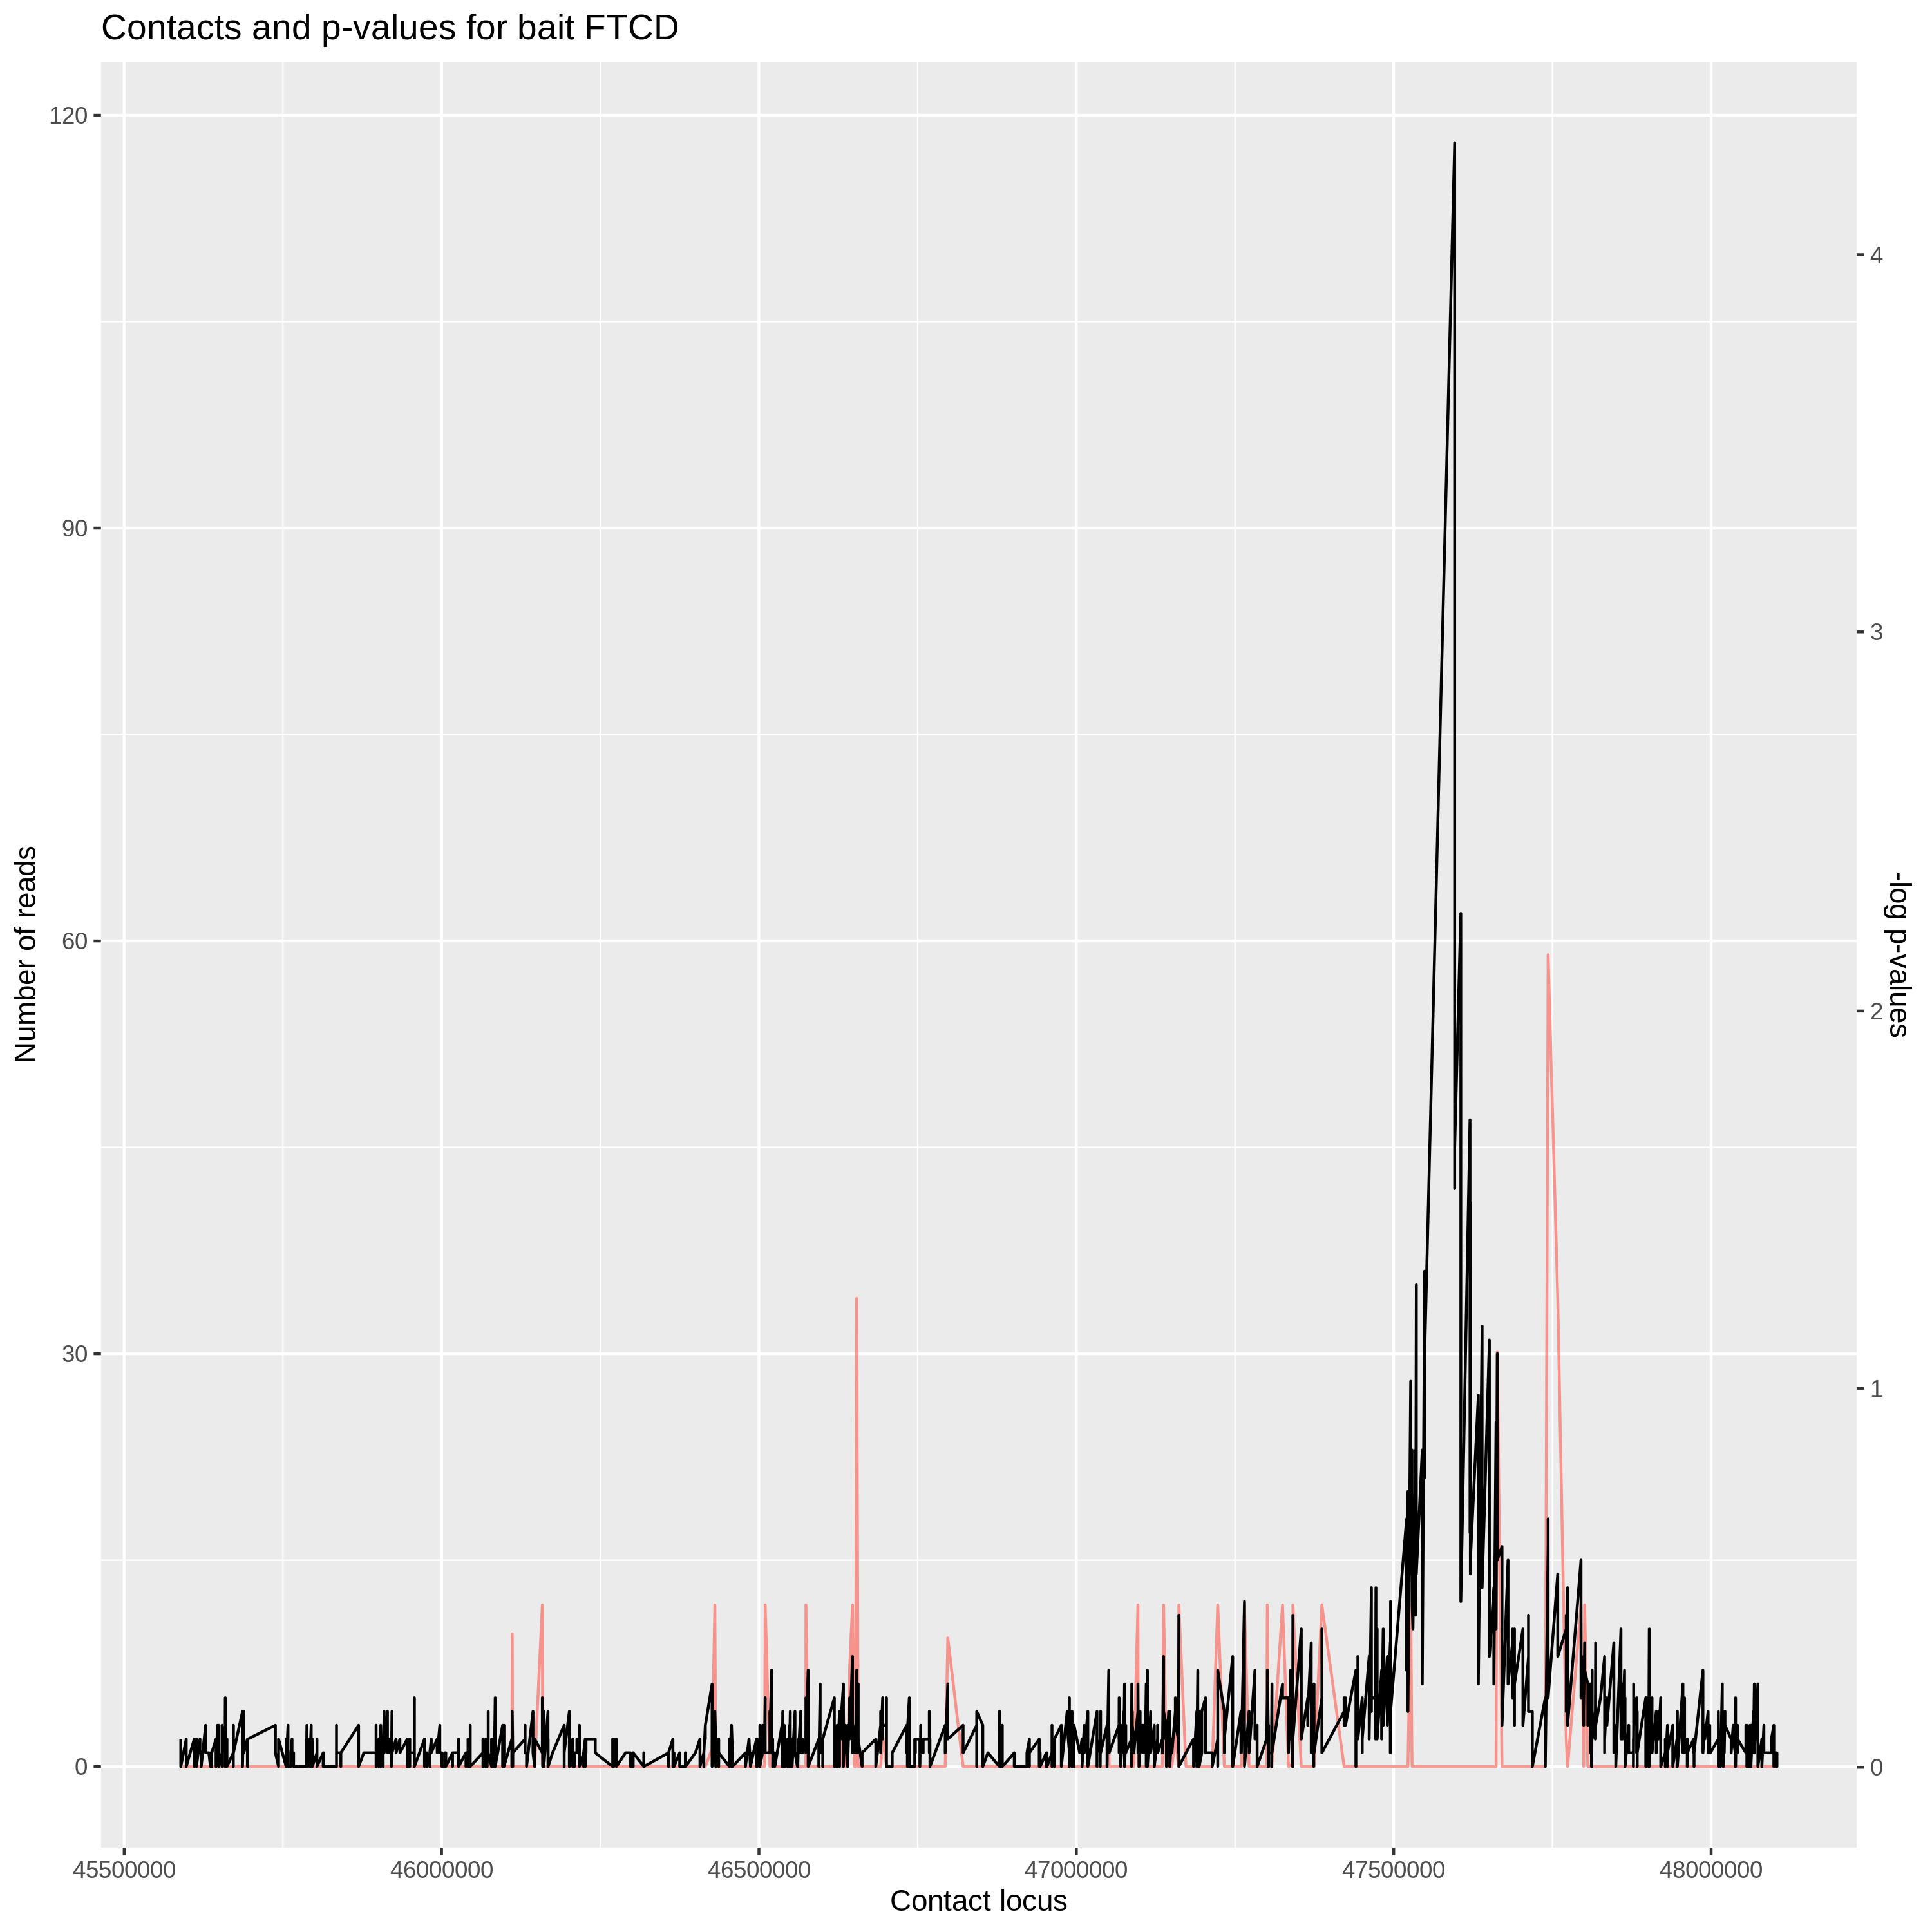 Contacts and p-values for bait FTCD
120
90
60
30
0
Number of reads
4
3
2
1
0
-log p-values
45500000 46000000 46500000 47000000 47500000 48000000
Contact locus